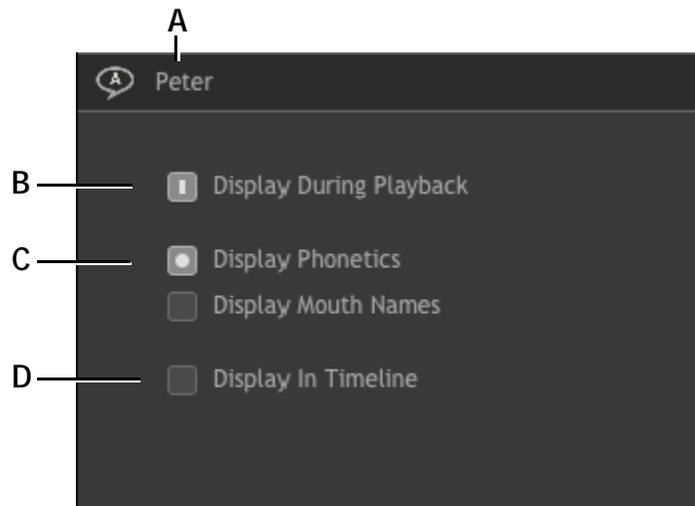 A
A Peter
B Display During Playback
C Display Phonetics
Display Mouth Names
D Display In Timeline